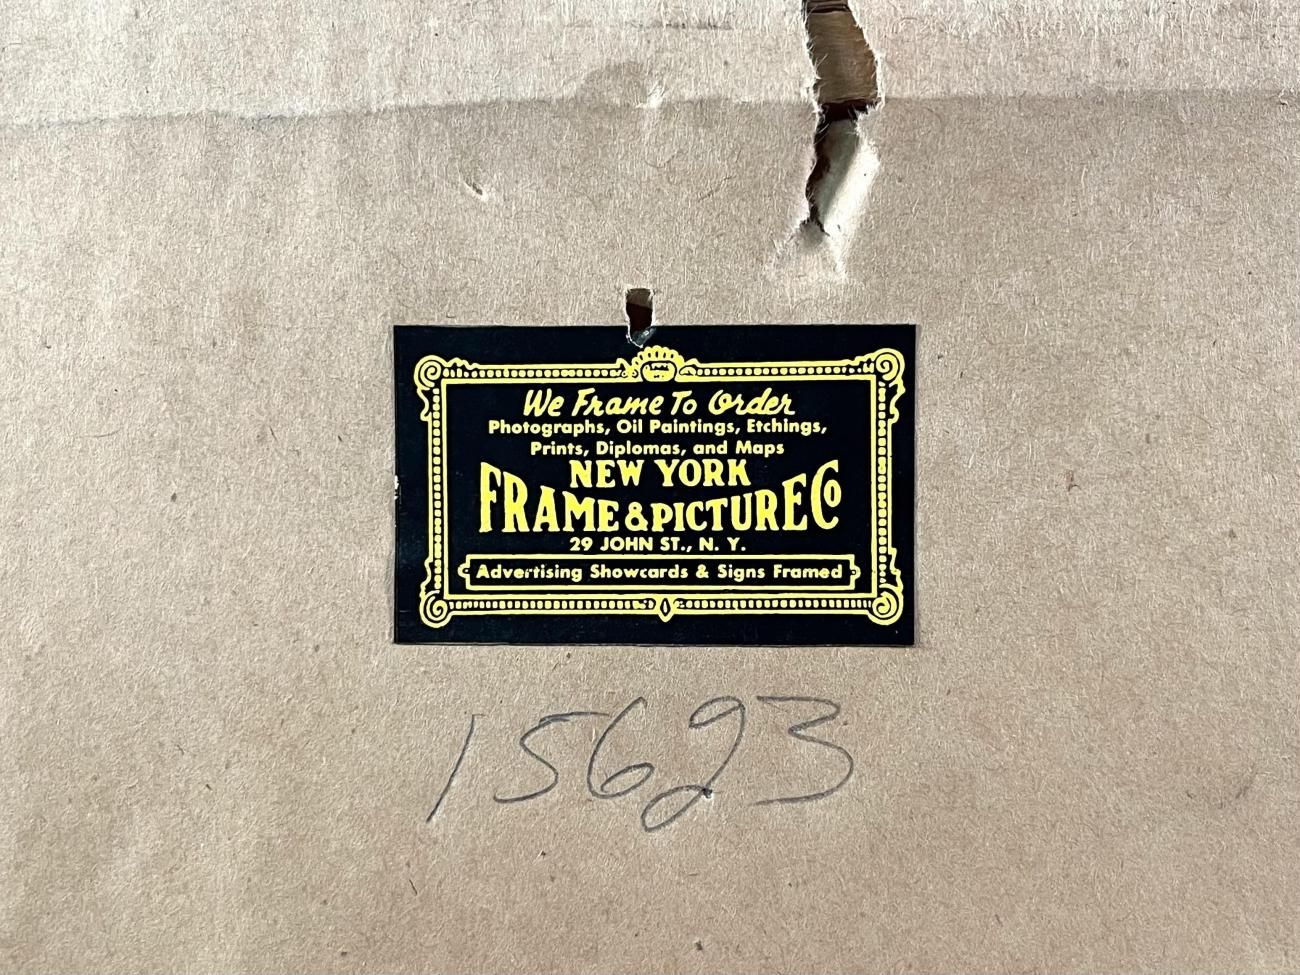 We Frame To Order
Photographs, Oil Paintings, Etchings,
Prints, Diplomas, and Maps
NEW YORK
FRAME & PICTURE Co
29 JOHN ST., N. Y.
Advertising Showcards & Signs Framed
15623